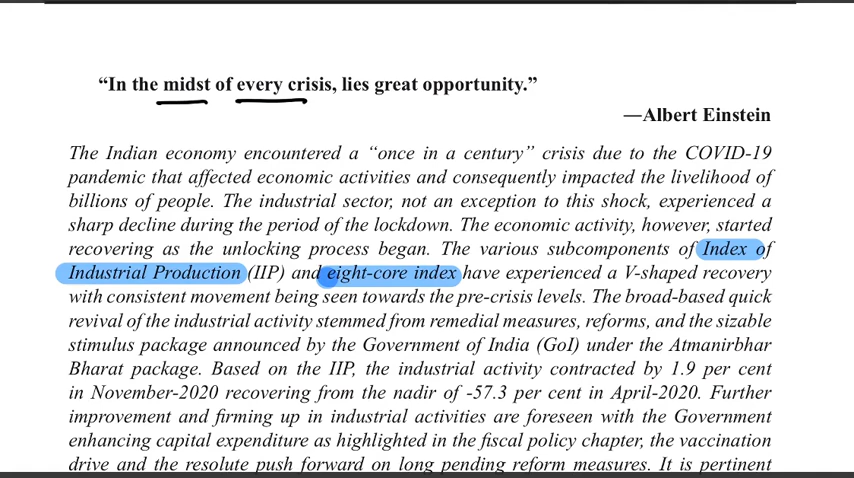 “In the midst of every crisis, lies great opportunity.”
—Albert Einstein
The Indian economy encountered a “once in a century” crisis due to the COVID-19
pandemic that affected economic activities and consequently impacted the livelihood of
billions of people. The industrial sector, not an exception to this shock, experienced a
sharp decline during the period of the lockdown. The economic activity, however, started
recovering as the unlocking process began. The various subcomponents of Index of
Industrial Production (IIP) and eight-core index have experienced a V-shaped recovery
with consistent movement being seen towards the pre-crisis levels. The broad-based quick
revival of the industrial activity stemmed from remedial measures, reforms, and the sizable
stimulus package announced by the Government of India (GoI) under the Atmanirbhar
Bharat package. Based on the IIP, the industrial activity contracted by 1.9 per cent
in November-2020 recovering from the nadir of -57.3 per cent in April-2020. Further
improvement and firming up in industrial activities are foreseen with the Government
enhancing capital expenditure as highlighted in the fiscal policy chapter, the vaccination
drive and the resolute push forward on long pending reform measures. It is pertinent